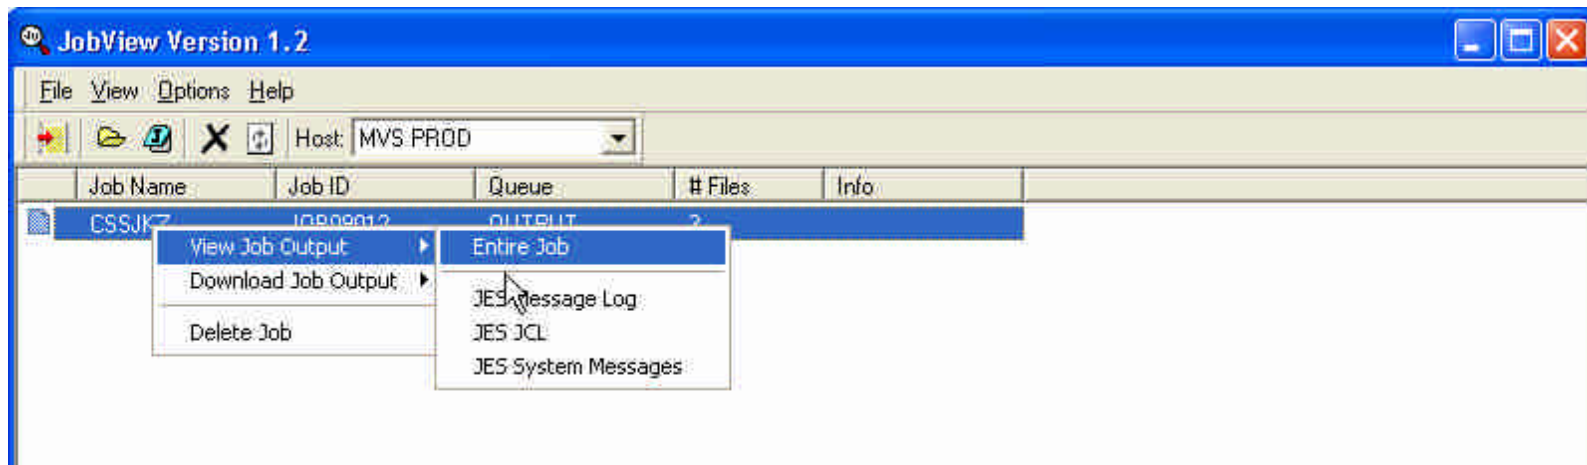 JobView Version 1.2
File View Options Help
Host: MVS PROD
Job Name Job ID Queue # Files Info
OUTPUT
View Job Output
Download Job Output
Delete Job
Entire Job
JES Message Log
JES JCL
JES System Messages